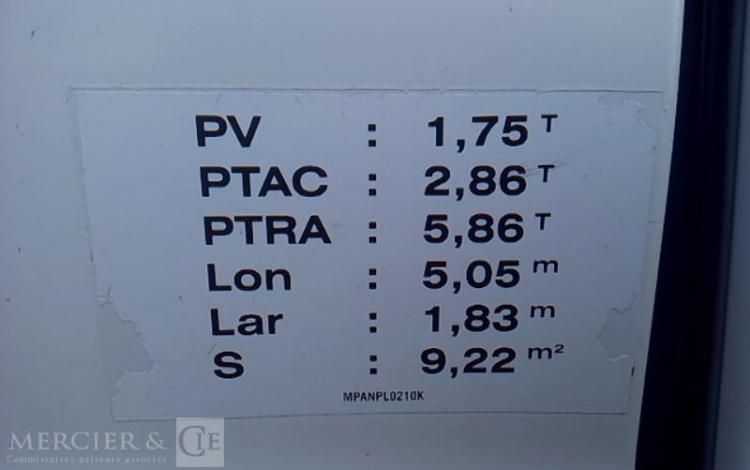 PV : 1,75 T
PTAC : 2,86 T
PTRA : 5,86 T
Lon : 5,05 m
Lar : 1,83 m
S : 9,22 m²
MPANPL0210K
MERCIER & CIE
Commissaires priseurs associés